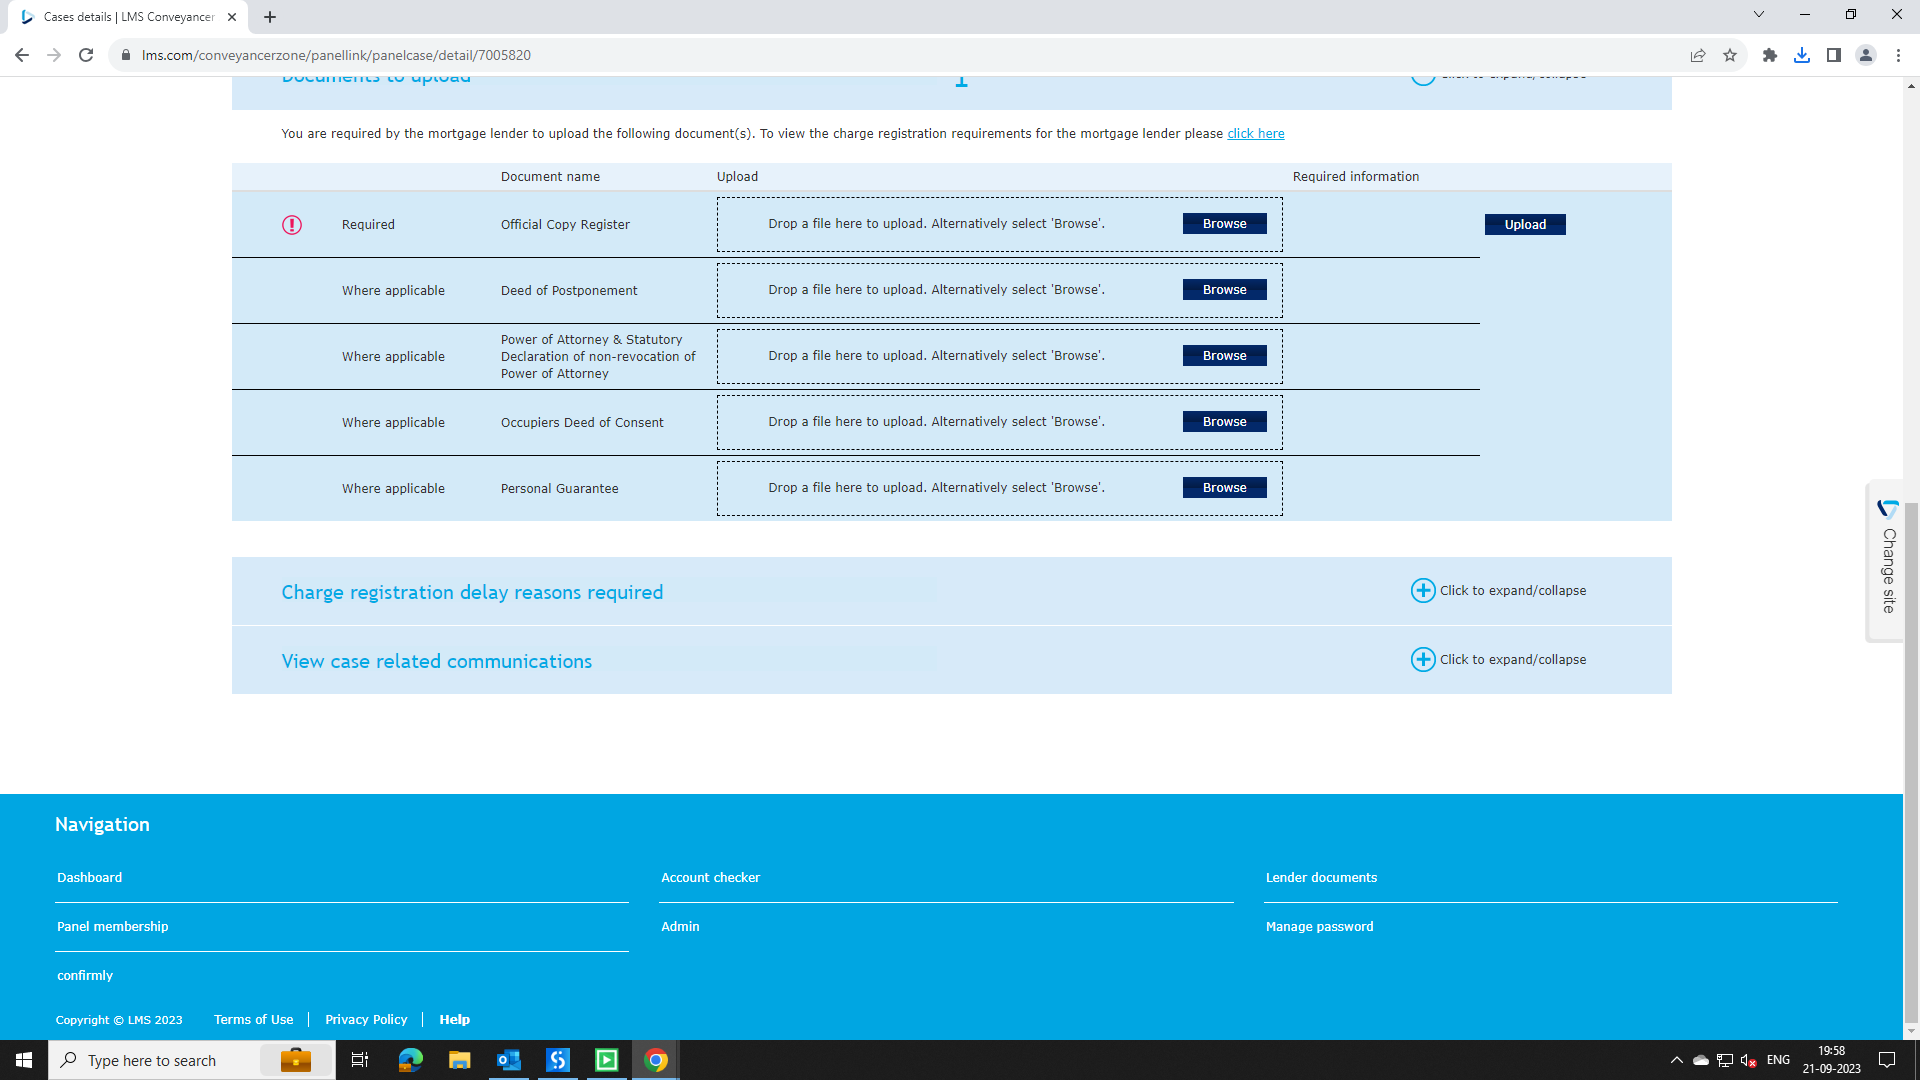 Cases details | LMS Conveyancer
lms.com/conveyancerzone/panellink/panelcase/detail/7005820
Documents to upload 1 Click to expand/collapse
You are required by the mortgage lender to upload the following document(s). To view the charge registration requirements for the mortgage lender please click here
Document name Upload Required information
Required Official Copy Register Drop a file here to upload. Alternatively select 'Browse'. Browse Upload
Where applicable Deed of Postponement Drop a file here to upload. Alternatively select 'Browse'. Browse
Where applicable Power of Attorney & Statutory
Declaration of non-revocation of
Power of Attorney Drop a file here to upload. Alternatively select 'Browse'. Browse
Where applicable Occupiers Deed of Consent Drop a file here to upload. Alternatively select 'Browse'. Browse
Where applicable Personal Guarantee Drop a file here to upload. Alternatively select 'Browse'. Browse
Change site
Charge registration delay reasons required Click to expand/collapse
View case related communications Click to expand/collapse
Navigation
Dashboard Account checker Lender documents
Panel membership Admin Manage password
confirmly
Copyright © LMS 2023 Terms of Use Privacy Policy Help
Type here to search ENG 19:58
21-09-2023